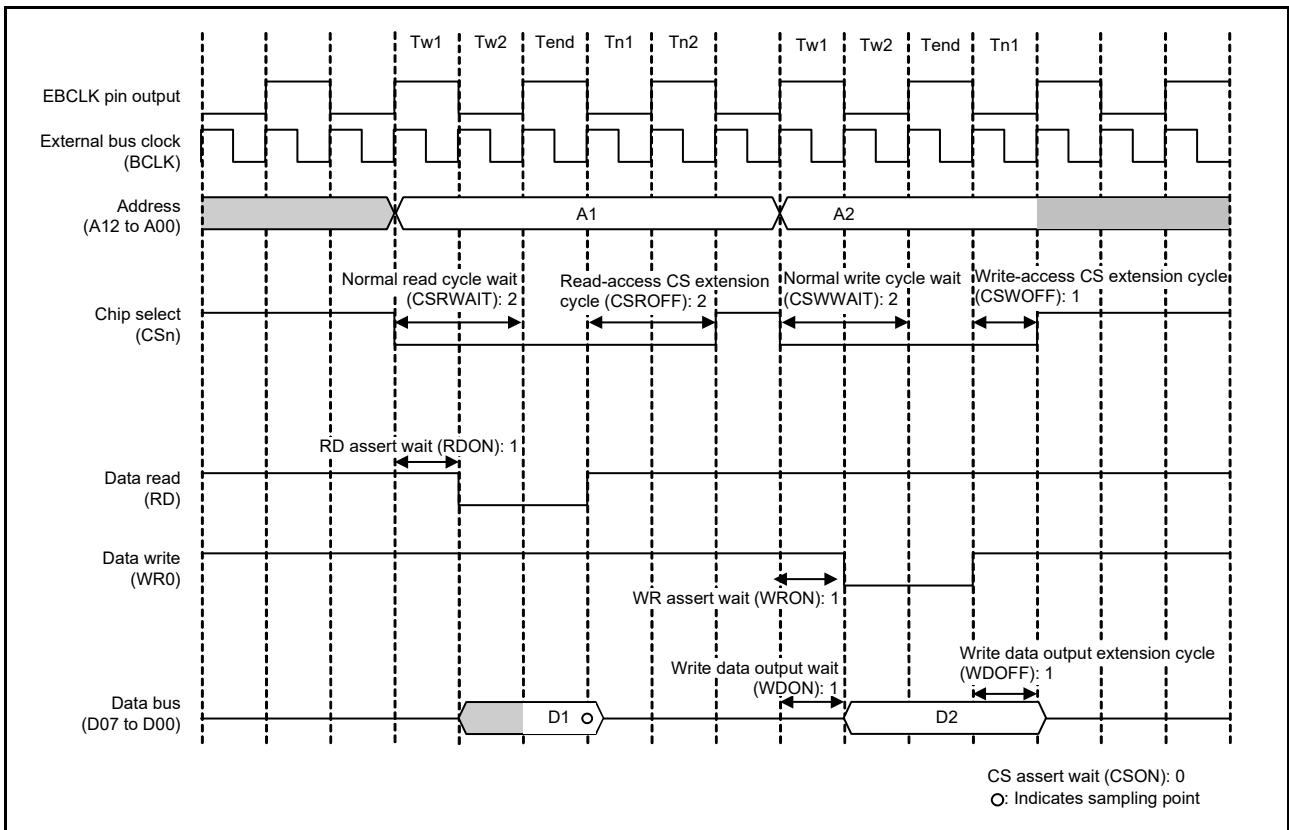 Tw1 Tw2 Tend Tn1 Tn2 Tw1 Tw2 Tend Tn1
EBCLK pin output
External bus clock
(BCLK)
Address
(A12 to A00)
A1 A2
Normal read cycle wait
(CSRWAIT): 2
Read-access CS extension
cycle (CSROFF): 2
Normal write cycle wait
(CSWWAIT): 2
Write-access CS extension cycle
(CSWOFF): 1
Chip select
(CSn)
RD assert wait (RDON): 1
Data read
(RD)
Data write
(WR0)
WR assert wait (WRON): 1
Write data output wait
(WDON): 1
Write data output extension cycle
(WDOFF): 1
Data bus
(D07 to D00)
D1 D2
CS assert wait (CSON): 0
: Indicates sampling point